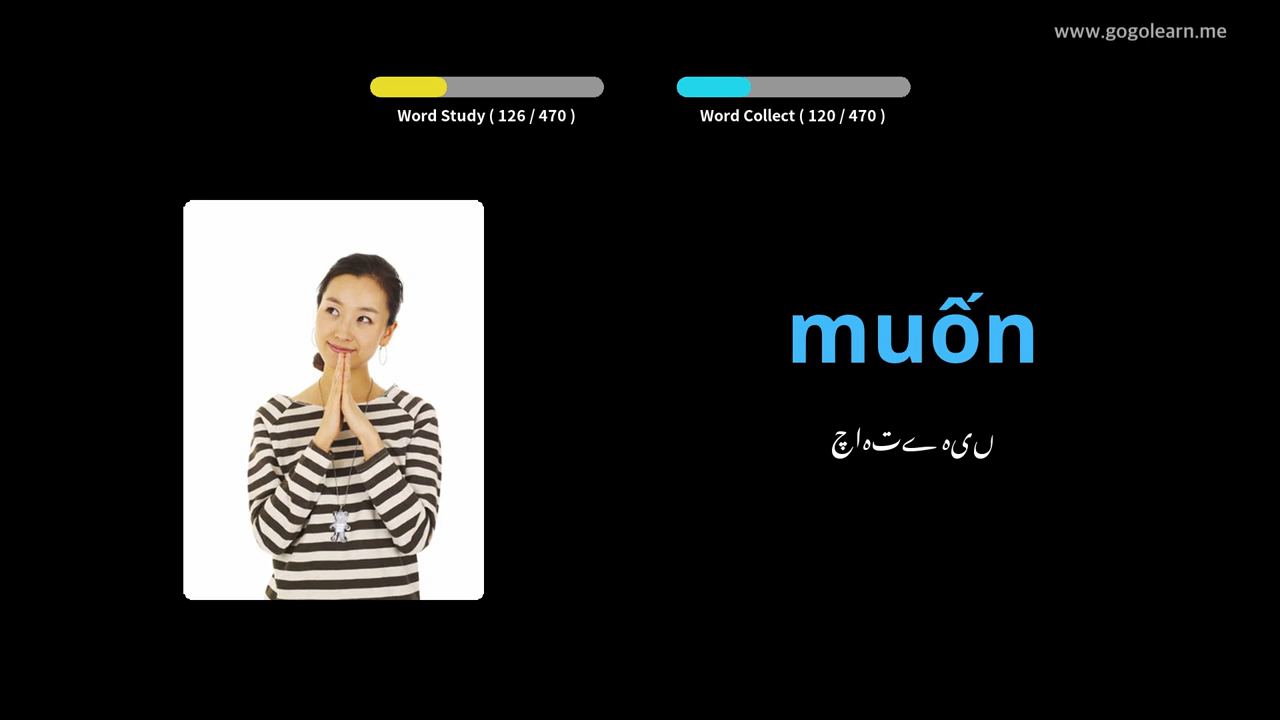 www.gogolearn.me
Word Study ( 126 / 470 )
Word Collect ( 120 / 470 )
muốn
چاہتے ہیں